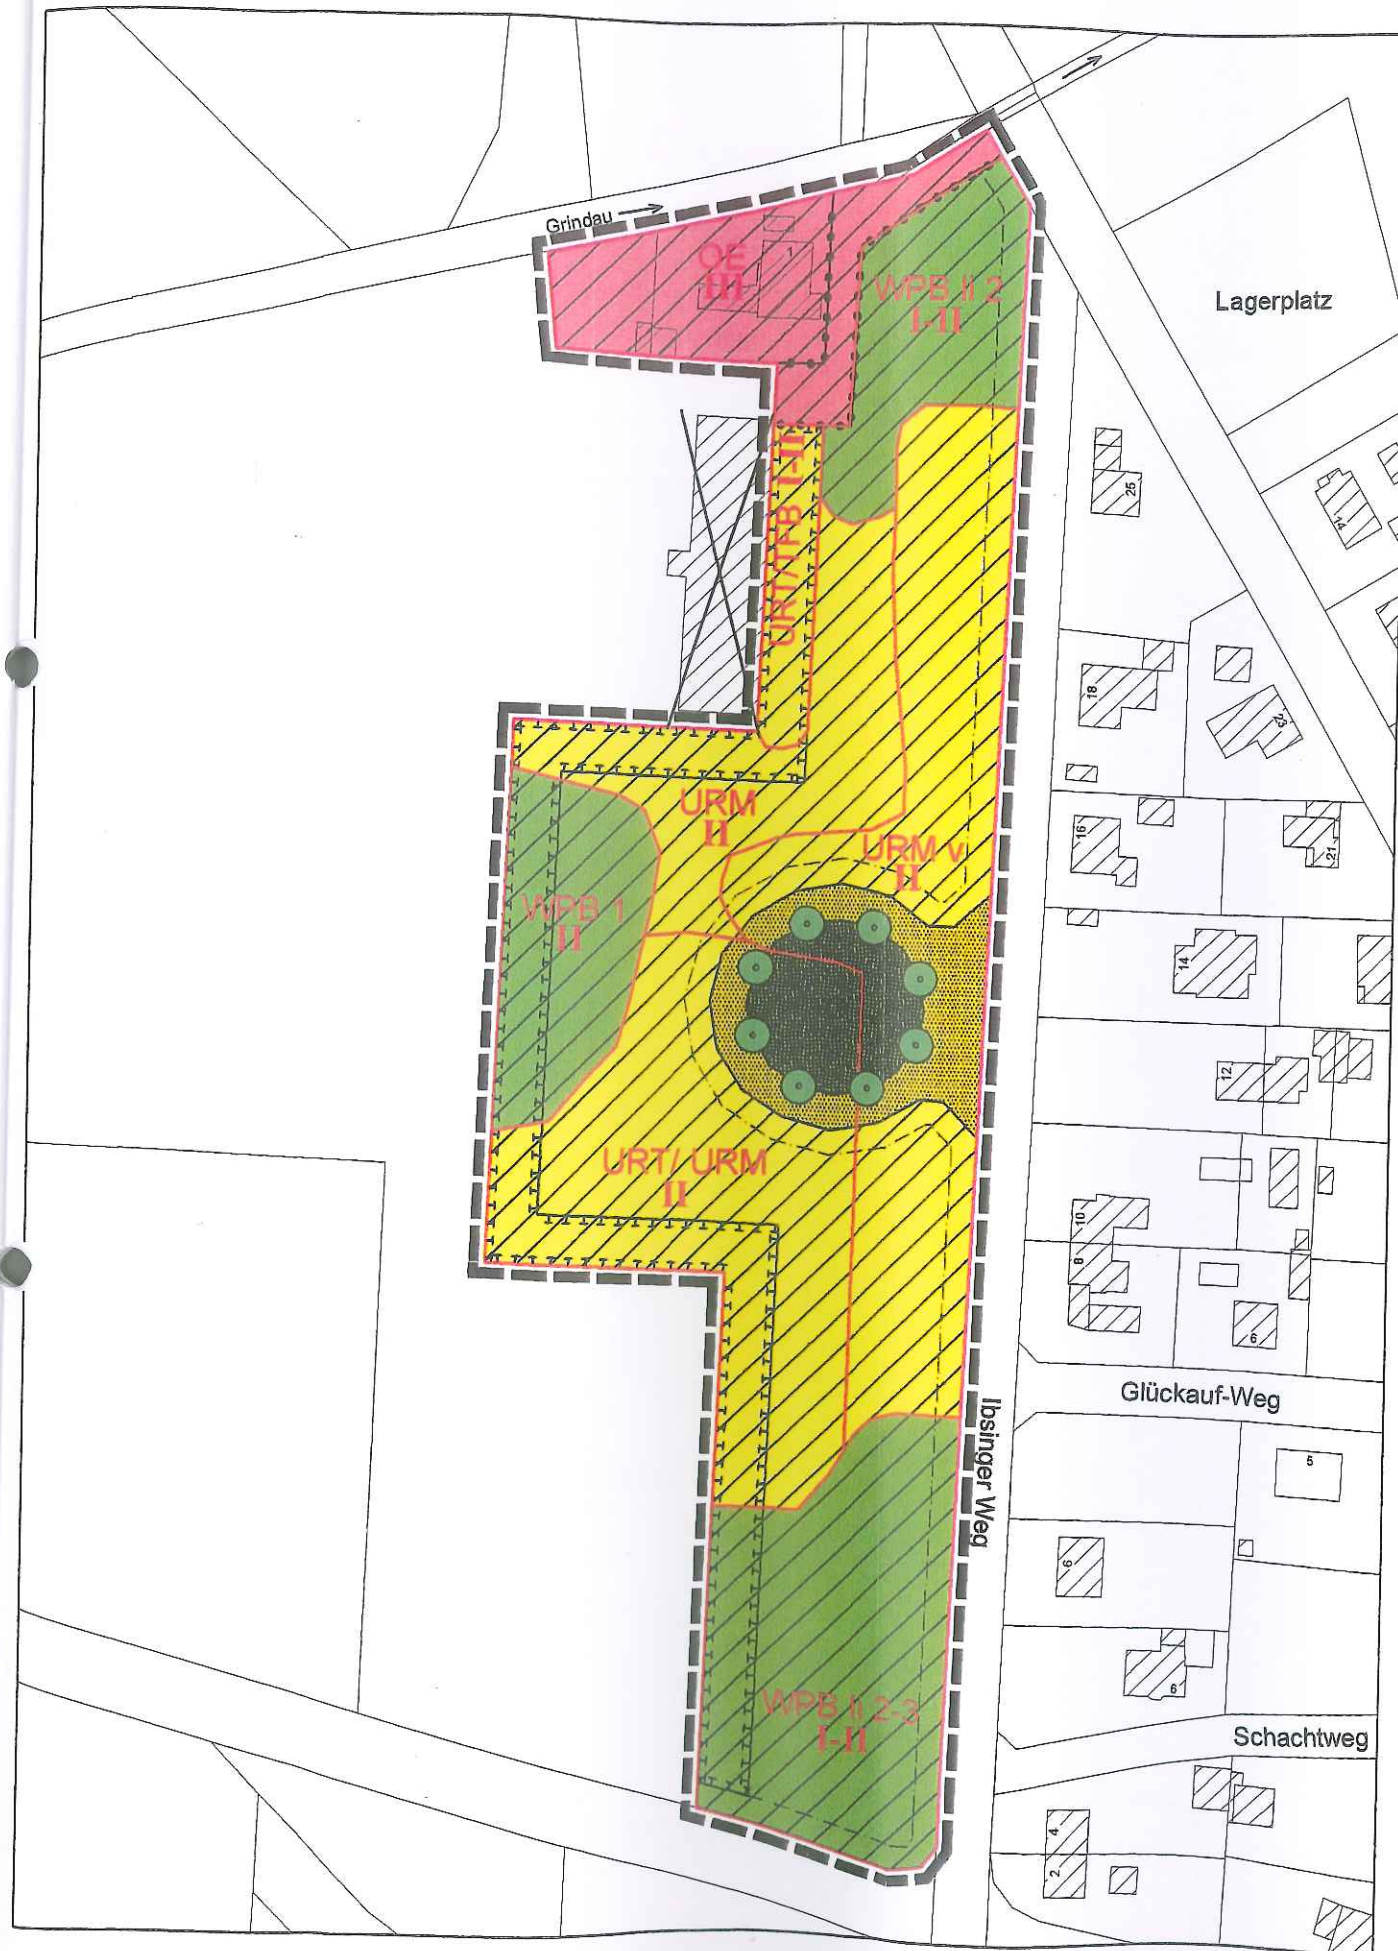 Grindau
Lagerplatz
OE
III
1
WPB II 2
I-II
URT/TFB I-II
25
14
18
23
URM
II
URM v
II
16
21
WPB 1
II
14
12
URT/ URM
II
10
8
6
Glückauf-Weg
Ibsinger Weg
5
6
6
WPB II 2-3
I-II
Schachtweg
4
2